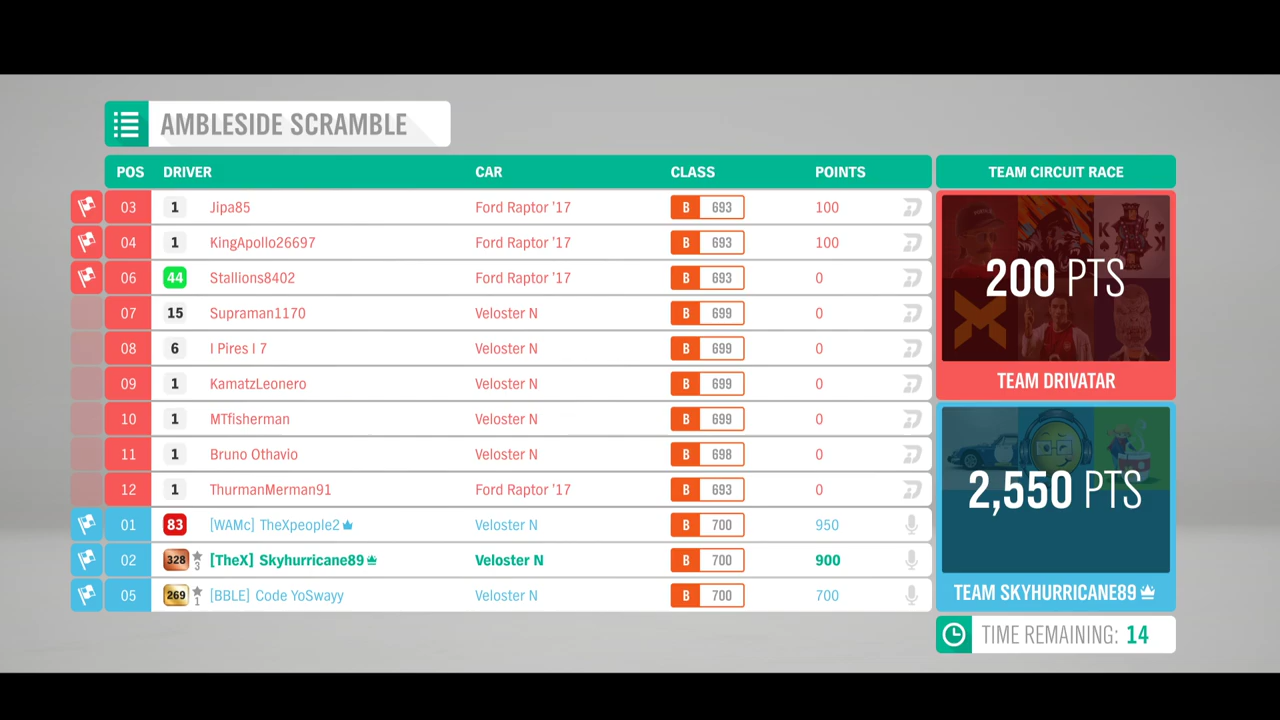 AMBLESIDE SCRAMBLE
POS DRIVER CAR CLASS POINTS
03 1 Jipa85 Ford Raptor '17 B 693 100
04 1 KingApollo26697 Ford Raptor '17 B 693 100
06 44 Stallions8402 Ford Raptor '17 B 693 0
07 15 Supraman1170 Veloster N B 699 0
08 6 I Pires I 7 Veloster N B 699 0
09 1 KamatzLeonero Veloster N B 699 0
10 1 MTfisherman Veloster N B 699 0
11 1 Bruno Othavio Veloster N B 698 0
12 1 ThurmanMerman91 Ford Raptor '17 B 693 0
01 83 [WAMc] TheXpeople2 Veloster N B 700 950
02 328 3 [TheX] Skyhurricane89 Veloster N B 700 900
05 269 1 [BBLE] Code YoSwayy Veloster N B 700 700
TEAM CIRCUIT RACE
K
K
200 PTS
TEAM DRIVATAR
2,550 PTS
TEAM SKYHURRICANE89
TIME REMAINING: 14